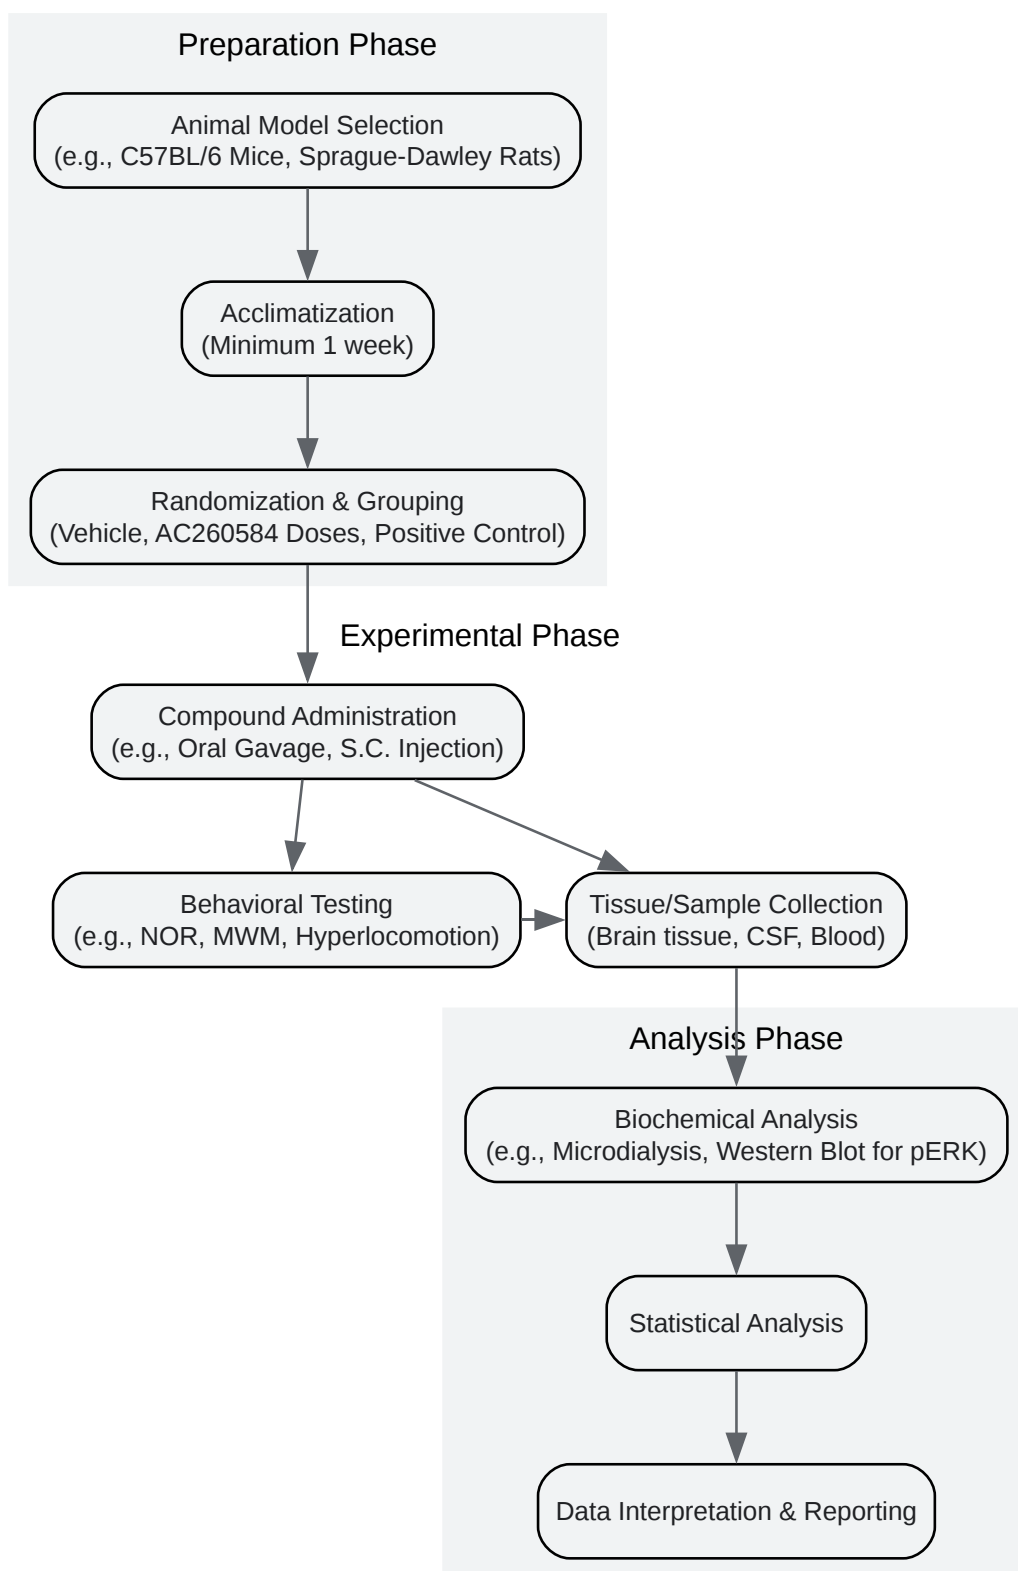 Preparation Phase
Animal Model Selection
(e.g., C57BL/6 Mice, Sprague-Dawley Rats)
Acclimatization
(Minimum 1 week)
Randomization & Grouping
(Vehicle, AC260584 Doses, Positive Control)
Experimental Phase
Compound Administration
(e.g., Oral Gavage, S.C. Injection)
Behavioral Testing
(e.g., NOR, MWM, Hyperlocomotion)
Tissue/Sample Collection
(Brain tissue, CSF, Blood)
Analysis Phase
Biochemical Analysis
(e.g., Microdialysis, Western Blot for pERK)
Statistical Analysis
Data Interpretation & Reporting